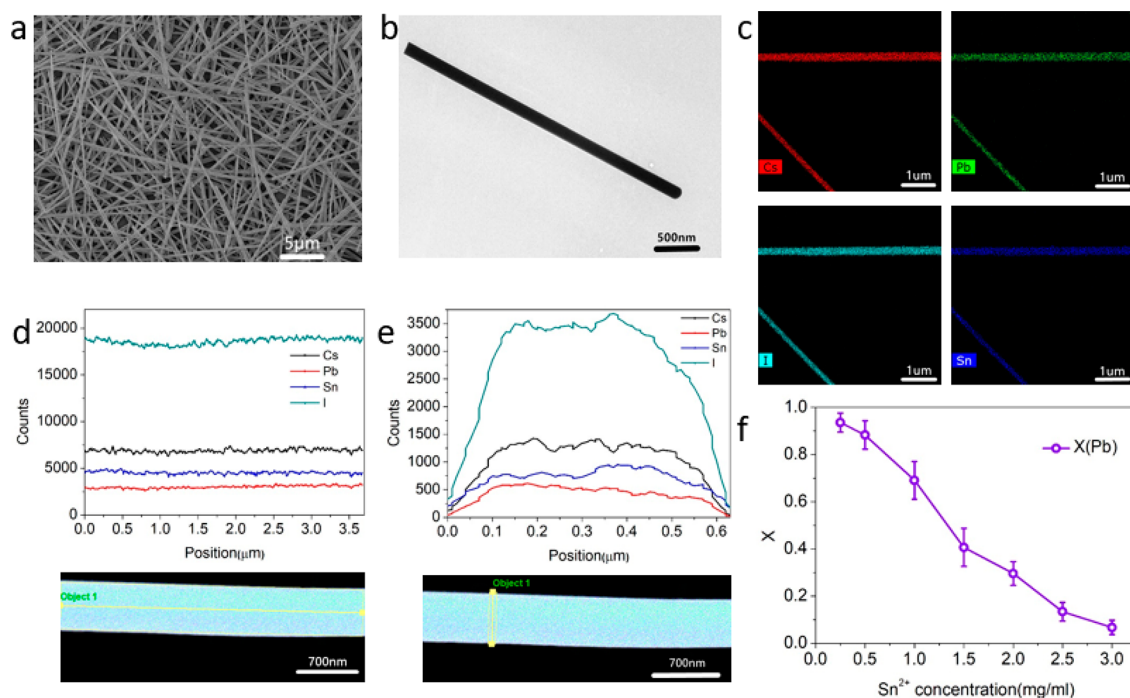 a
b
c
5μm
500nm
Cs
1um
Pb
1um
I
1um
Sn
1um
d
20000
15000
10000
5000
0
Counts
Cs
Pb
Sn
I
0.0 0.5 1.0 1.5 2.0 2.5 3.0 3.5
Position(μm)
Object 1
700nm
e
3500
3000
2500
2000
1500
1000
500
0
Counts
Cs
Pb
Sn
I
0.0 0.1 0.2 0.3 0.4 0.5 0.6
Position(μm)
Object 1
700nm
f
1.0
0.8
0.6
0.4
0.2
0.0
X
X(Pb)
0.0 0.5 1.0 1.5 2.0 2.5 3.0
Sn²⁺ concentration(mg/ml)